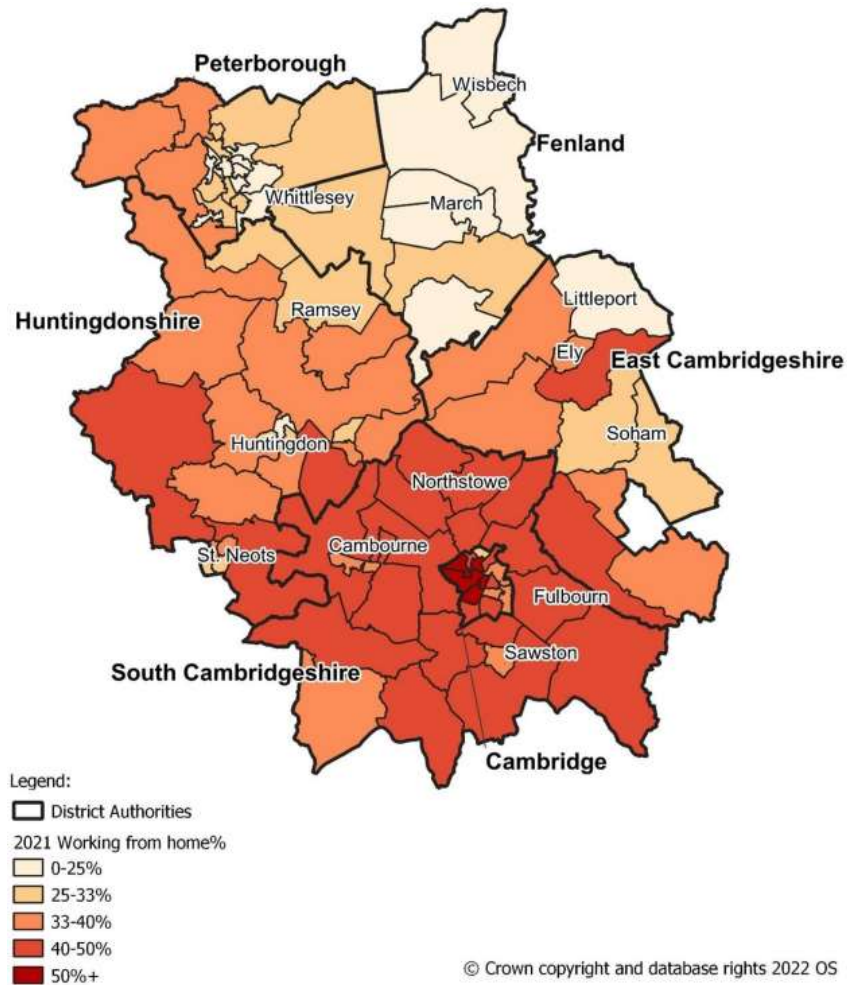 Peterborough
Wisbech
Fenland
Whittlesey
March
Littleport
Ramsey
Huntingdonshire
Ely
East Cambridgeshire
Soham
Huntingdon
Northstowe
St. Neots
Cambourne
Fulbourn
Sawston
South Cambridgeshire
Cambridge
Legend:
District Authorities
2021 Working from home%
0-25%
25-33%
33-40%
40-50%
50%+
© Crown copyright and database rights 2022 OS